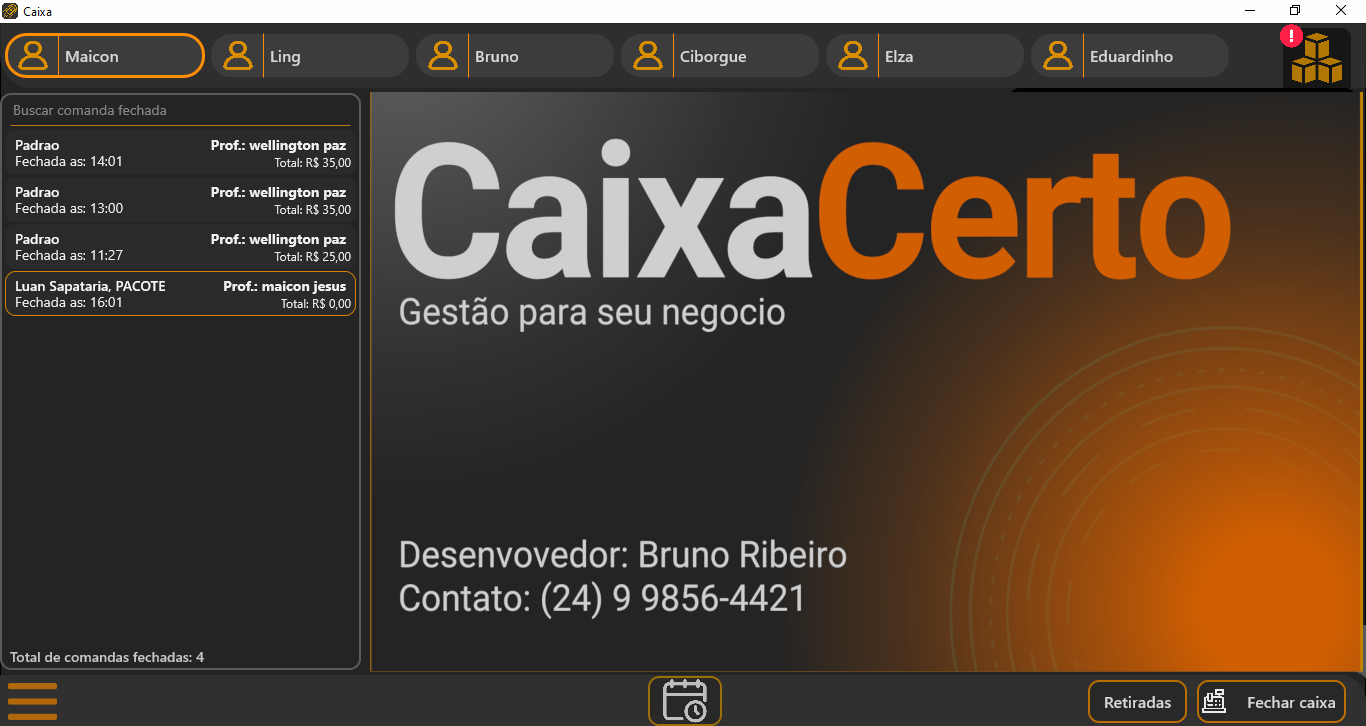 Caixa
Maicon
Ling
Bruno
Ciborgue
Elza
Eduardinho
!
Buscar comanda fechada
Padrao Prof.: wellington paz
Fechada as: 14:01 Total: R$ 35,00
Padrao Prof.: wellington paz
Fechada as: 13:00 Total: R$ 35,00
Padrao Prof.: wellington paz
Fechada as: 11:27 Total: R$ 25,00
Luan Sapataria, PACOTE Prof.: maicon jesus
Fechada as: 16:01 Total: R$ 0,00
Total de comandas fechadas: 4
CaixaCerto
Gestão para seu negocio
Desenvovedor: Bruno Ribeiro
Contato: (24) 9 9856-4421
Retiradas
Fechar caixa